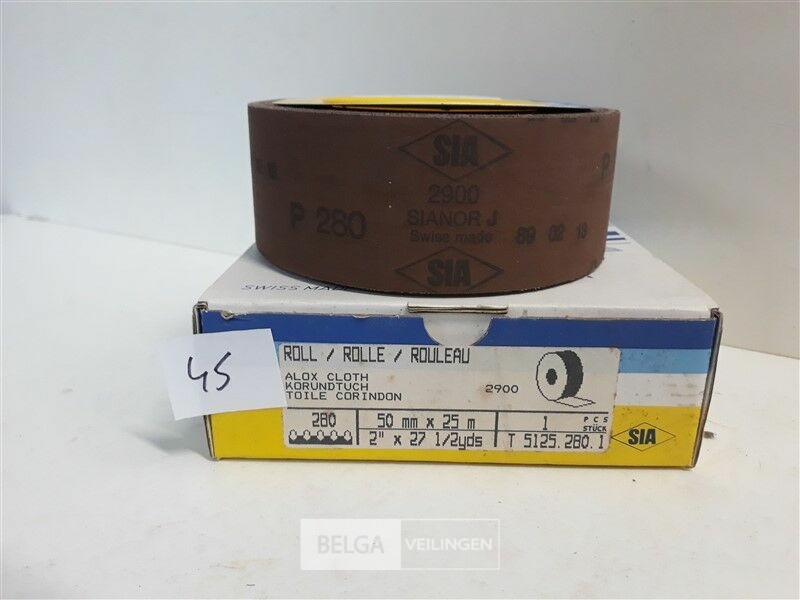 SIA
2900
P 280
SIANOR J
Swiss made
89 02 18
P
SIA
SWISS MA
45
ROLL / ROLLE / ROULEAU
ALOX CLOTH
KORUNDTUCH
TOILE CORINDON
2900
280
50 mm x 25 m
2" x 27 1/2yds
1
PCS
STÜCK
T 5125.280.1
SIA
BELGA VEILINGEN